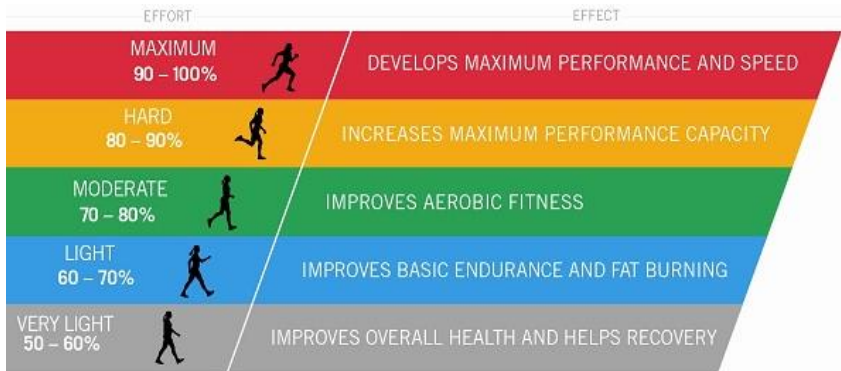 EFFORT EFFECT
MAXIMUM
90 – 100%
DEVELOPS MAXIMUM PERFORMANCE AND SPEED
HARD
80 – 90%
INCREASES MAXIMUM PERFORMANCE CAPACITY
MODERATE
70 – 80%
IMPROVES AEROBIC FITNESS
LIGHT
60 – 70%
IMPROVES BASIC ENDURANCE AND FAT BURNING
VERY LIGHT
50 – 60%
IMPROVES OVERALL HEALTH AND HELPS RECOVERY